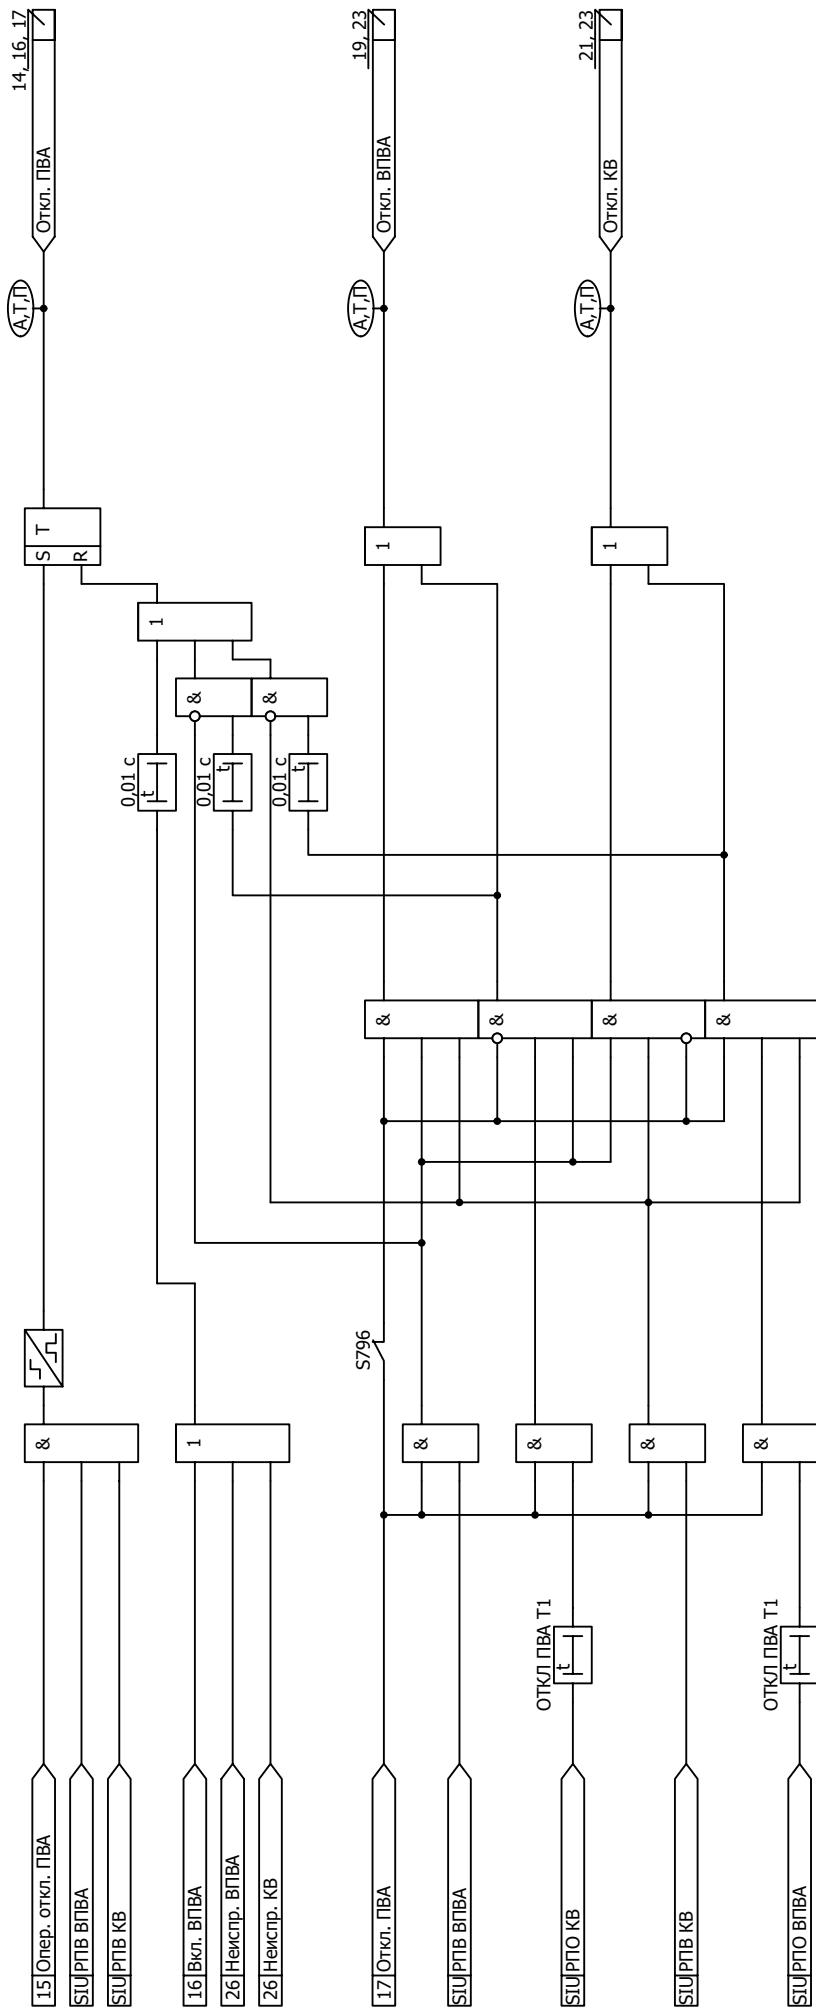 15 Опер. откл. ПВА
SIU РПВ ВПВА
SIU РПВ КВ
16 Вкл. ВПВА
26 Неиспр. ВПВА
26 Неиспр. КВ
17 Откл. ПВА
SIU РПВ ВПВА
SIU РПО КВ
SIU РПВ КВ
SIU РПО ВПВА
ОТКЛ ПВА Т1
t
ОТКЛ ПВА Т1
t
&
1
&
&
&
&
S796
&
&
&
&
0,01 с
t
0,01 с
t
0,01 с
t
&
&
1
S T
R
1
1
А,Т,П
А,Т,П
А,Т,П
Откл. ПВА
14, 16, 17
Откл. ВПВА
19, 23
Откл. КВ
21, 23